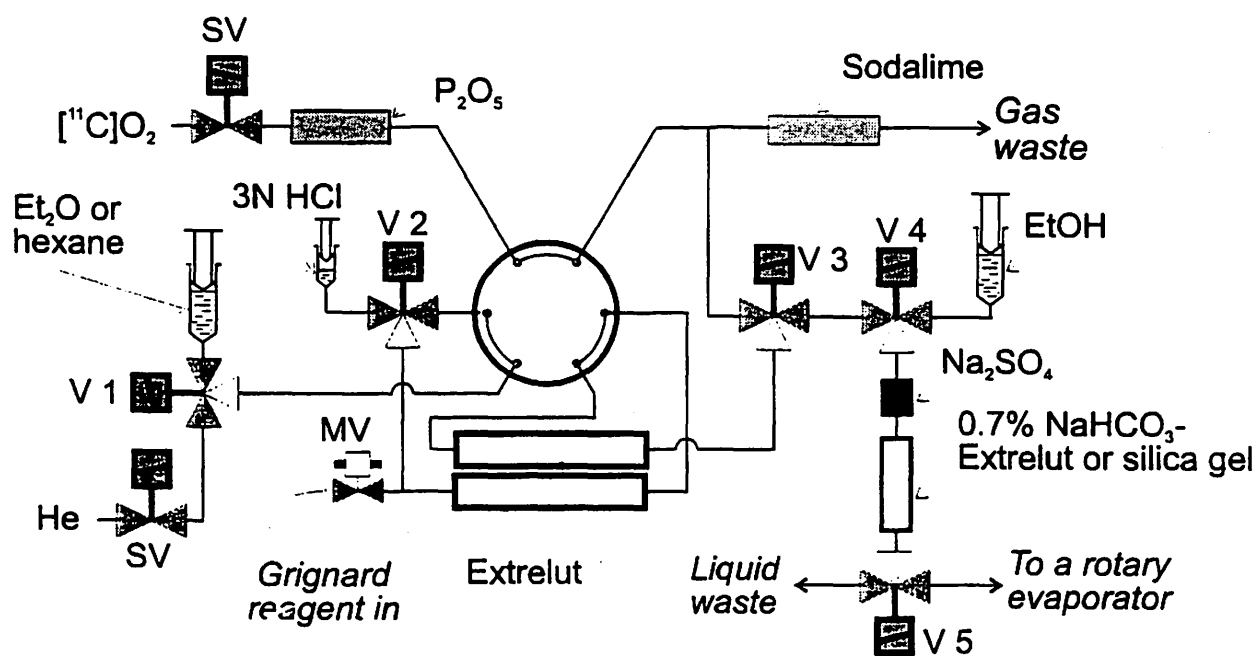 SV
Sodalime
P₂O₅
[¹¹C]O₂
Gas
waste
3N HCl
Et₂O or
hexane
V 2
V 4
EtOH
V 3
V 1
Na₂SO₄
MV
0.7% NaHCO₃-
Extrelut or silica gel
He
SV
Grignard
reagent in
Extrelut
Liquid
waste
To a rotary
evaporator
V 5